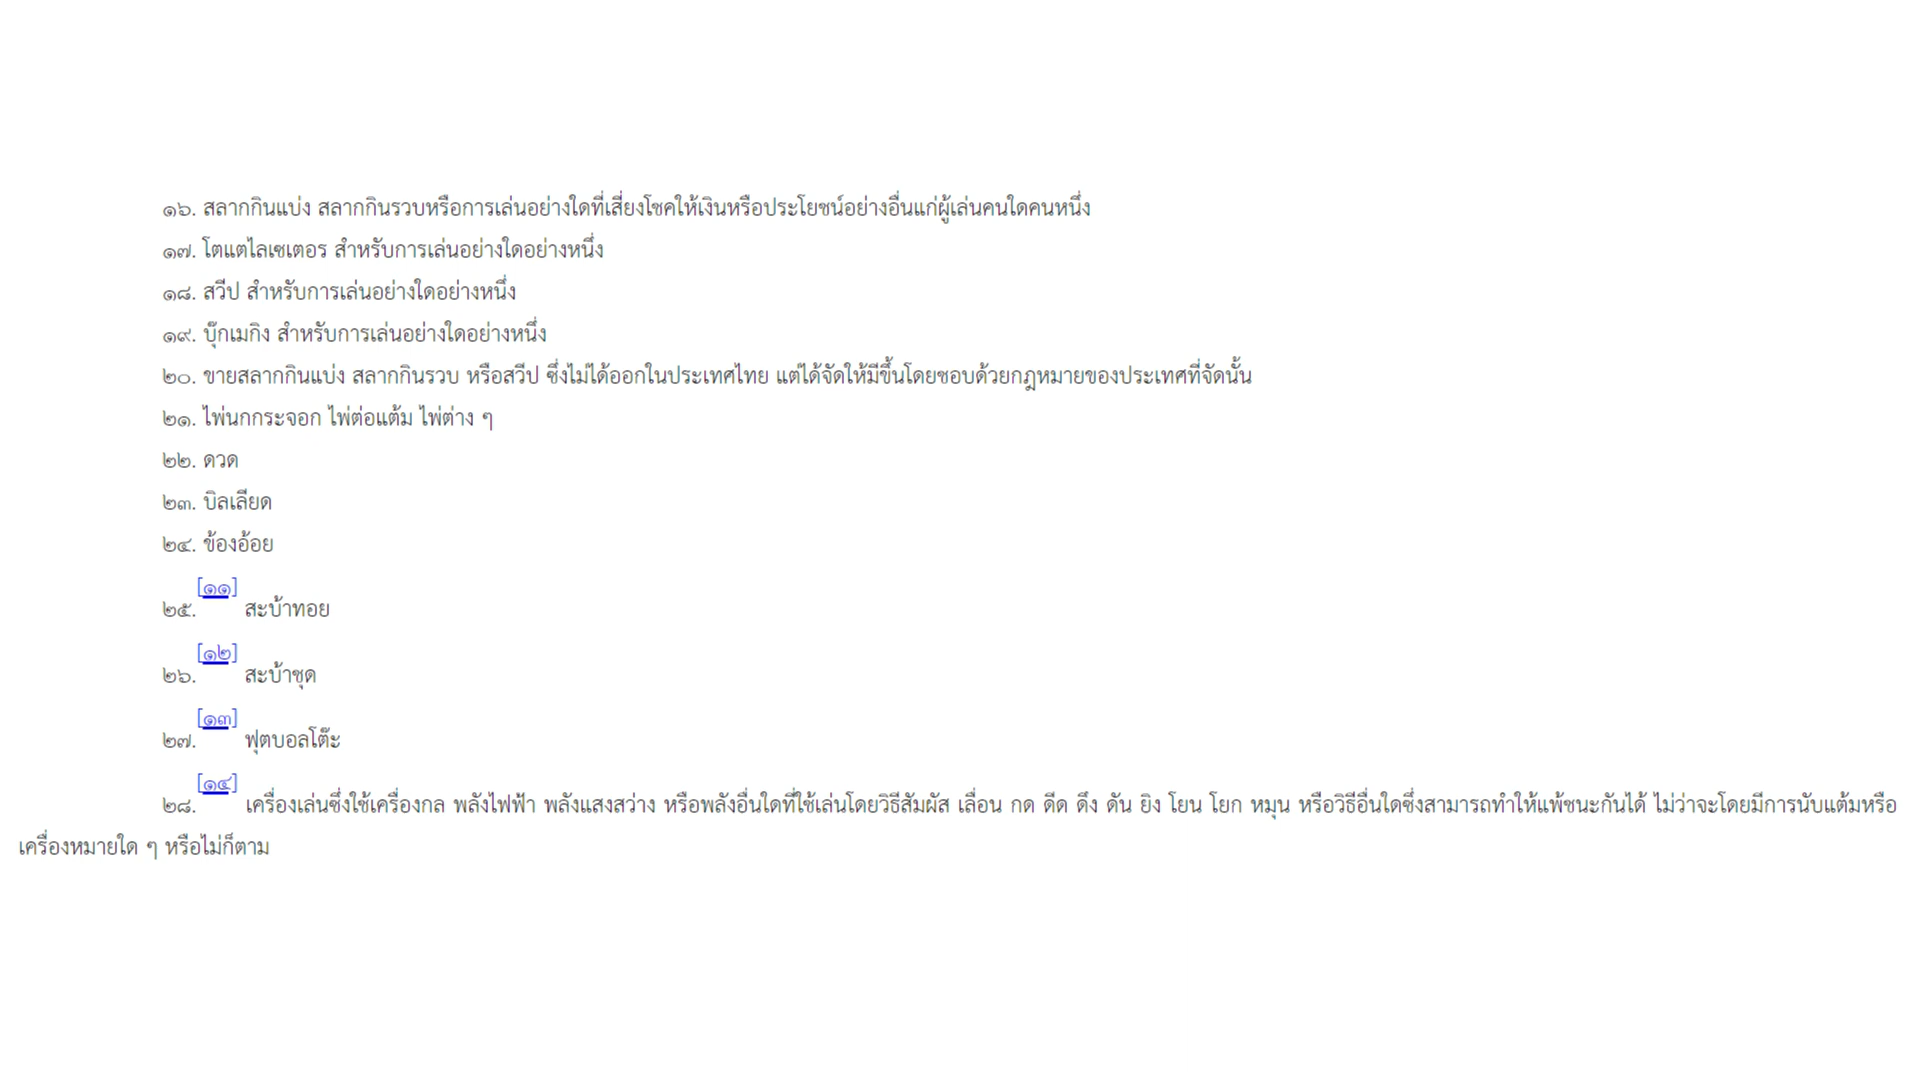 ๑๖. สลากกินแบ่ง สลากกินรวบหรือการเล่นอย่างใดที่เสี่ยงโชคให้เงินหรือประโยชน์อย่างอื่นแก่ผู้เล่นคนใดคนหนึ่ง
๑๗. โตแตไลเซเตอร สำหรับการเล่นอย่างใดอย่างหนึ่ง
๑๘. สวีป สำหรับการเล่นอย่างใดอย่างหนึ่ง
๑๙. บุ๊กเมกิง สำหรับการเล่นอย่างใดอย่างหนึ่ง
๒๐. ขายสลากกินแบ่ง สลากกินรวบ หรือสวีป ซึ่งไม่ได้ออกในประเทศไทย แต่ได้จัดให้มีขึ้นโดยชอบด้วยกฎหมายของประเทศที่จัดนั้น
๒๑. ไพ่นกกระจอก ไพ่ต่อแต้ม ไพ่ต่าง ๆ
๒๒. ดวด
๒๓. บิลเลียด
๒๔. ข้องอ้อย
๒๕.[๑๑] สะบ้าทอย
๒๖.[๑๒] สะบ้าชุด
๒๗.[๑๓] ฟุตบอลโต๊ะ
๒๘.[๑๔] เครื่องเล่นซึ่งใช้เครื่องกล พลังไฟฟ้า พลังแสงสว่าง หรือพลังอื่นใดที่ใช้เล่นโดยวิธีสัมผัส เลื่อน กด ดีด ดึง ดัน ยิง โยน โยก หมุน หรือวิธีอื่นใดซึ่งสามารถทำให้แพ้ชนะกันได้ ไม่ว่าจะโดยมีการนับแต้มหรือ
เครื่องหมายใด ๆ หรือไม่ก็ตาม